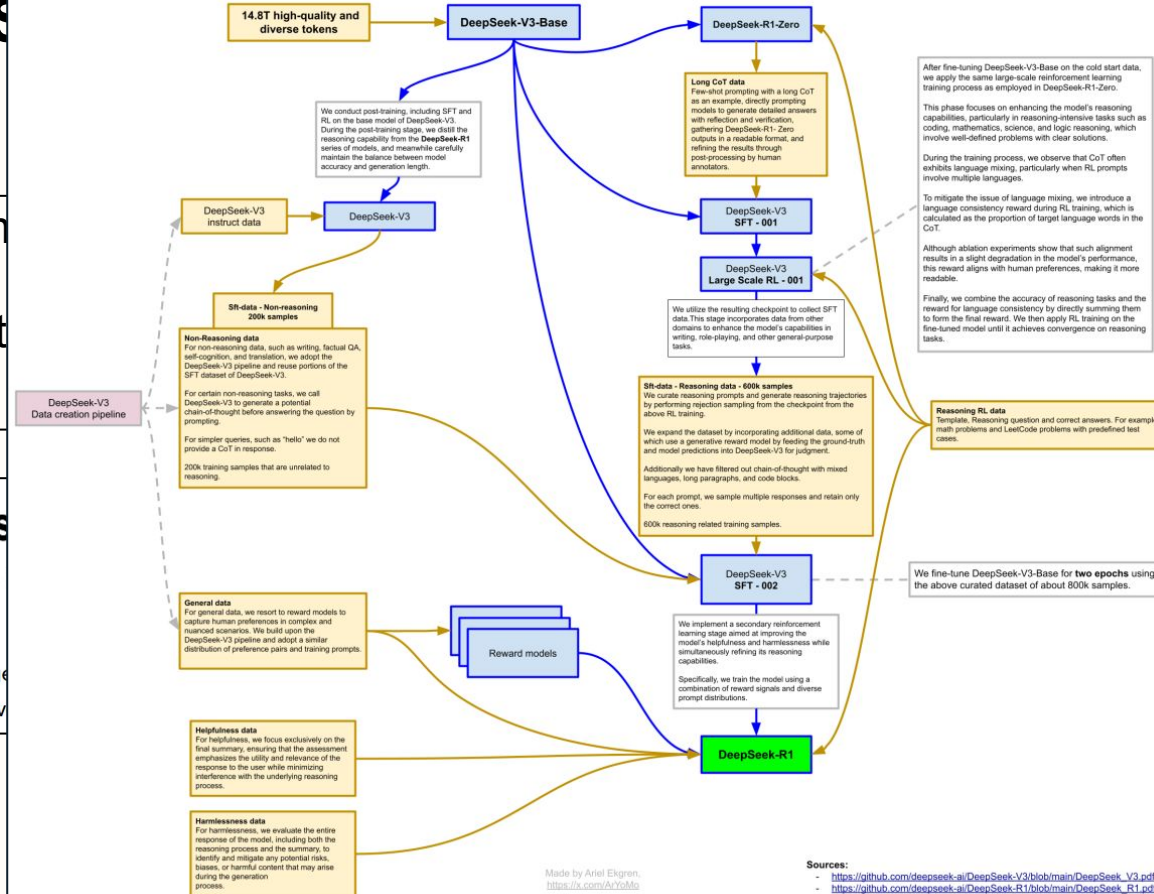 14.8T high-quality and
diverse tokens
DeepSeek-V3-Base
DeepSeek-R1-Zero
We conduct post-training, including SFT and
RL on the base model of DeepSeek-V3.
During the post-training stage, we distill the
reasoning capability from the DeepSeek-R1
series of models, and meanwhile carefully
maintain the balance between model
accuracy and generation length.
Long CoT data
Few-shot prompting with a long CoT
as an example, directly prompting
models to generate detailed answers
with reflection and verification,
gathering DeepSeek-R1- Zero
outputs in a readable format, and
refining the results through
post-processing by human
annotators.
After fine-tuning DeepSeek-V3-Base on the cold start data,
we apply the same large-scale reinforcement learning
training process as employed in DeepSeek-R1-Zero.
This phase focuses on enhancing the model's reasoning
capabilities, particularly in reasoning-intensive tasks such as
coding, mathematics, science, and logic reasoning, which
involve well-defined problems with clear solutions.
During the training process, we observe that CoT often
exhibits language mixing, particularly when RL prompts
involve multiple languages.
To mitigate the issue of language mixing, we introduce a
language consistency reward during RL training, which is
calculated as the proportion of target language words in the
CoT.
Although ablation experiments show that such alignment
results in a slight degradation in the model's performance,
this reward aligns with human preferences, making it more
readable.
Finally, we combine the accuracy of reasoning tasks and the
reward for language consistency by directly summing them
to form the final reward. We then apply RL training on the
fine-tuned model until it achieves convergence on reasoning
tasks.
DeepSeek-V3
instruct data
DeepSeek-V3
DeepSeek-V3
SFT - 001
DeepSeek-V3
Large Scale RL - 001
Sft-data - Non-reasoning
200k samples
Non-Reasoning data
For non-reasoning data, such as writing, factual QA,
self-cognition, and translation, we adopt the
DeepSeek-V3 pipeline and reuse portions of the
SFT dataset of DeepSeek-V3.
For certain non-reasoning tasks, we call
DeepSeek-V3 to generate a potential
chain-of-thought before answering the question by
prompting.
For simpler queries, such as "hello" we do not
provide a CoT in response.
200k training samples that are unrelated to
reasoning.
We utilize the resulting checkpoint to collect SFT
data.This stage incorporates data from other
domains to enhance the model's capabilities in
writing, role-playing, and other general-purpose
tasks.
DeepSeek-V3
Data creation pipeline
Sft-data - Reasoning data - 600k samples
We curate reasoning prompts and generate reasoning trajectories
by performing rejection sampling from the checkpoint from the
above RL training.
We expand the dataset by incorporating additional data, some of
which use a generative reward model by feeding the ground-truth
and model predictions into DeepSeek-V3 for judgment.
Additionally we have filtered out chain-of-thought with mixed
languages, long paragraphs, and code blocks.
For each prompt, we sample multiple responses and retain only
the correct ones.
600k reasoning related training samples.
Reasoning RL data
Template, Reasoning question and correct answers. For example
math problems and LeetCode problems with predefined test
cases.
DeepSeek-V3
SFT - 002
We fine-tune DeepSeek-V3-Base for two epochs using
the above curated dataset of about 800k samples.
General data
For general data, we resort to reward models to
capture human preferences in complex and
nuanced scenarios. We build upon the
DeepSeek-V3 pipeline and adopt a similar
distribution of preference pairs and training prompts.
Reward models
We implement a secondary reinforcement
learning stage aimed at improving the
model's helpfulness and harmlessness while
simultaneously refining its reasoning
capabilities.
Specifically, we train the model using a
combination of reward signals and diverse
prompt distributions.
DeepSeek-R1
Helpfulness data
For helpfulness, we focus exclusively on the
final summary, ensuring that the assessment
emphasizes the utility and relevance of the
response to the user while minimizing
interference with the underlying reasoning
process.
Harmlessness data
For harmlessness, we evaluate the entire
response of the model, including both the
reasoning process and the summary, to
identify and mitigate any potential risks,
biases, or harmful content that may arise
during the generation
process.
Made by Ariel Ekgren,
https://x.com/ArYoMo
Sources:
- https://github.com/deepseek-ai/DeepSeek-V3/blob/main/DeepSeek_V3.pdf
- https://github.com/deepseek-ai/DeepSeek-R1/blob/main/DeepSeek_R1.pdf